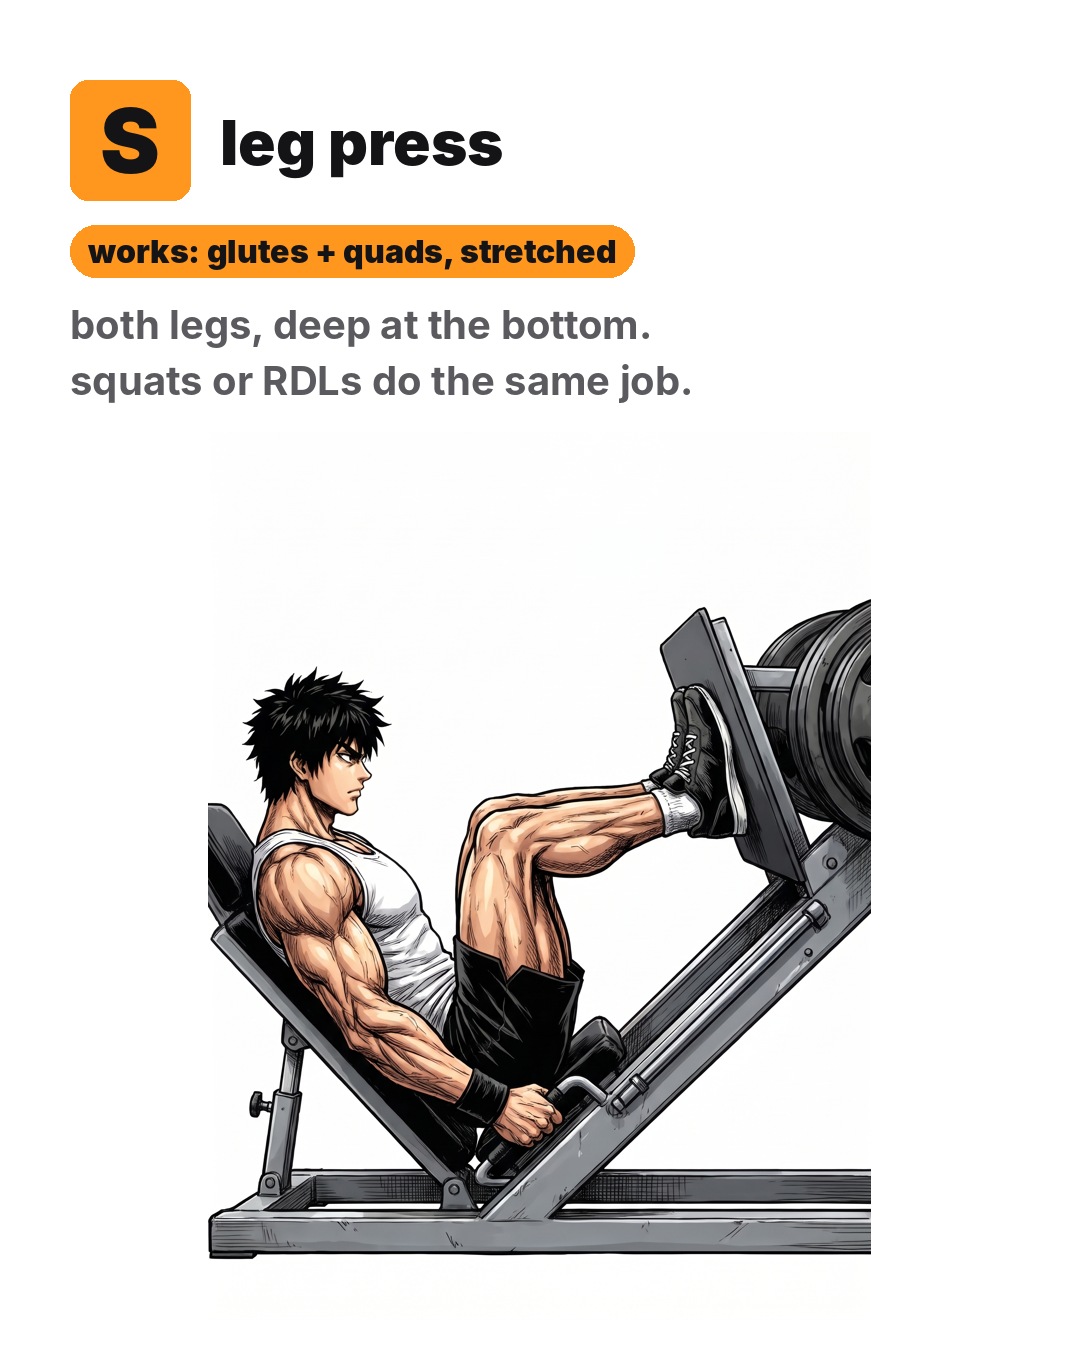 S
leg press
works: glutes + quads, stretched
both legs, deep at the bottom.
squats or RDLs do the same job.